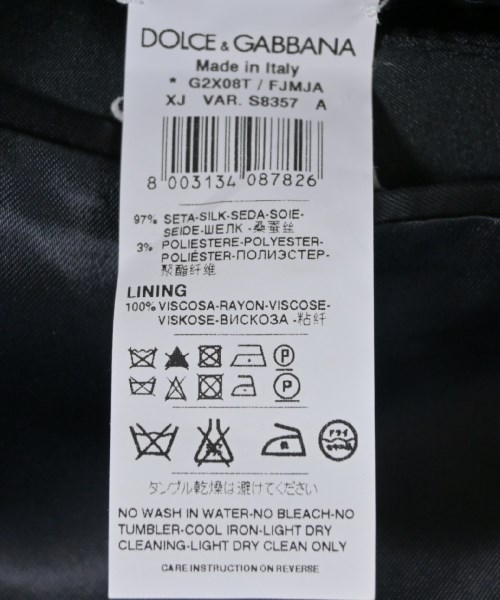 DOLCE & GABBANA
Made in Italy
* G2X08T / FJMJA
XJ VAR. S8357 A
8 003134 087826
97% SETA-SILK-SEDA-SOIE-
SEIDE-ШЕЛК -桑蚕丝
3% POLIESTERE-POLYESTER-
POLIÉSTER-ПОЛИЭСТЕР-
聚酯纤维
LINING
100% VISCOSA-RAYON-VISCOSE-
VISKOSE-ВИСКОЗА -粘纤
P
P
ドライ
タンブル乾燥は避けてください
NO WASH IN WATER-NO BLEACH-NO
TUMBLER-COOL IRON-LIGHT DRY
CLEANING-LIGHT DRY CLEAN ONLY
CARE INSTRUCTION ON REVERSE